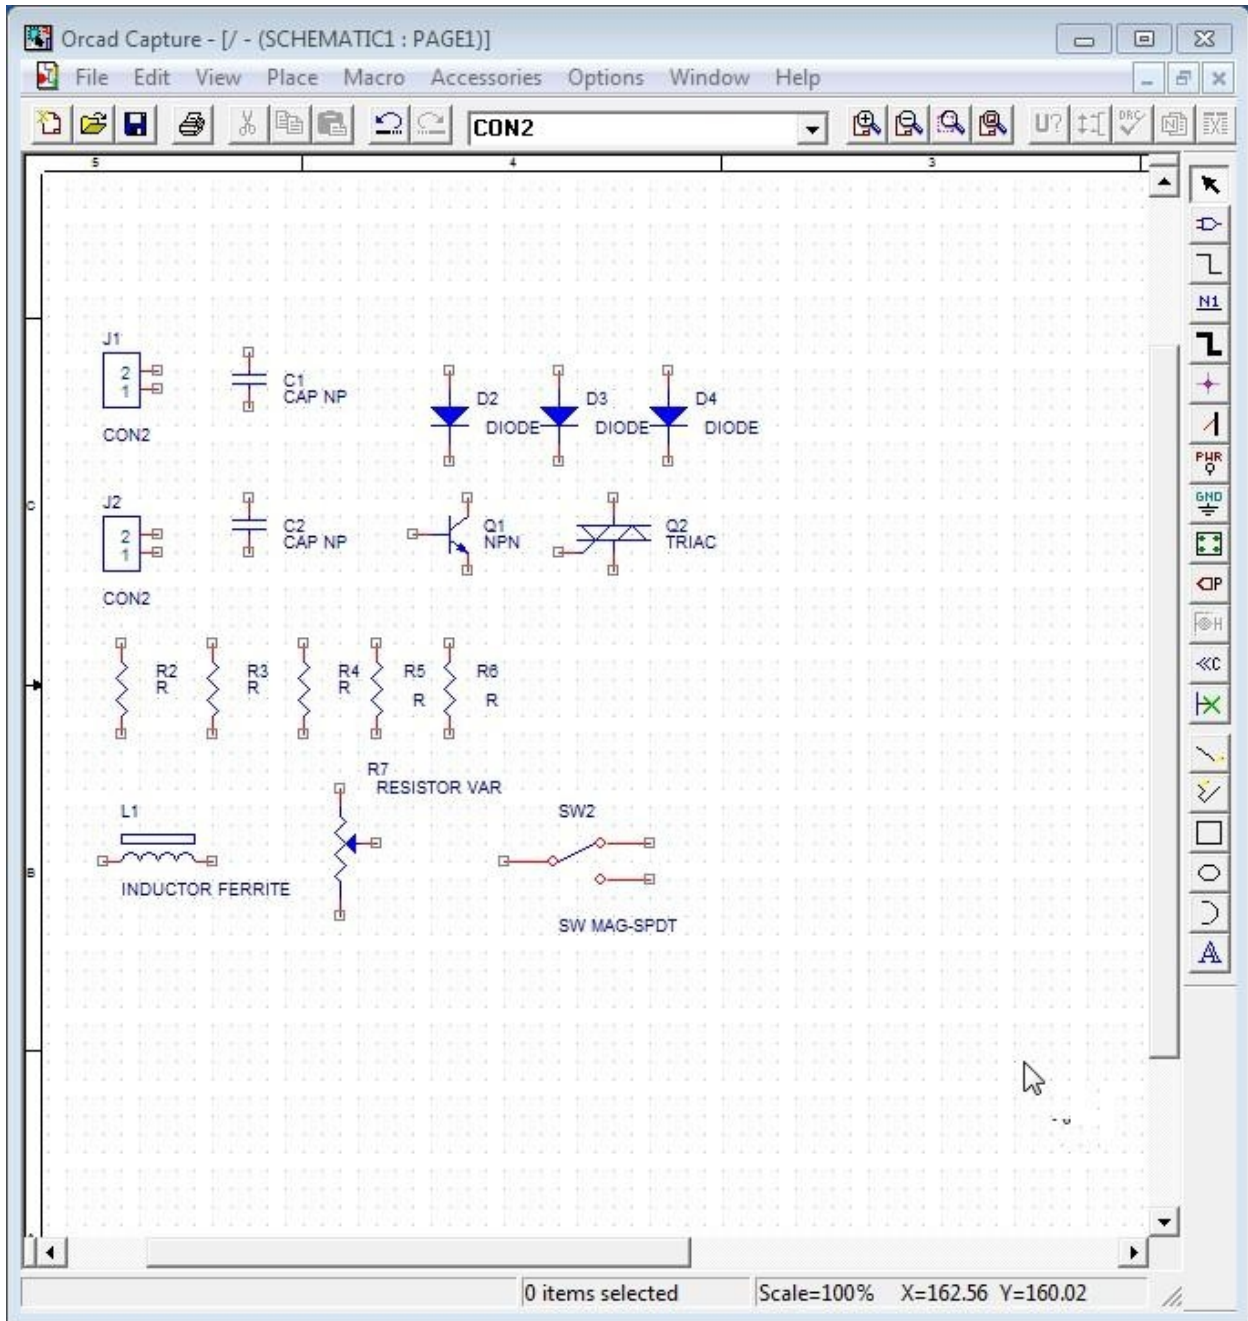 Orcad Capture - [/ - (SCHEMATIC1 : PAGE1)]
File Edit View Place Macro Accessories Options Window Help
CON2
U?
DRC
5 4 3
N1
PWR
GND
P
H
<<C
A
C
B
J1
2
1
CON2
C1
CAP NP
D2
DIODE
D3
DIODE
D4
DIODE
J2
2
1
CON2
C2
CAP NP
Q1
NPN
Q2
TRIAC
R2
R
R3
R
R4
R
R5
R
R6
R
R7
RESISTOR VAR
L1
INDUCTOR FERRITE
SW2
SW MAG-SPDT
0 items selected
Scale=100% X=162.56 Y=160.02